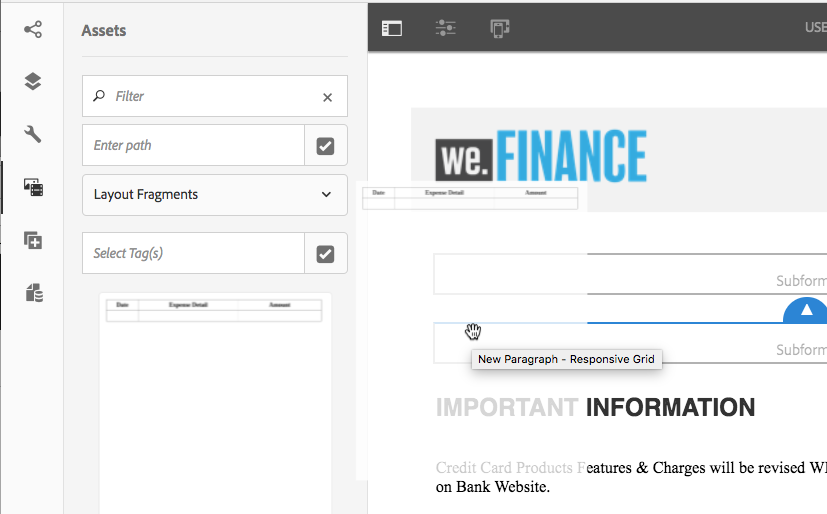 Assets
USE
Filter
Enter path
Layout Fragments
Select Tag(s)
Date Expense Detail Amount
we.FINANCE
Date Expense Detail Amount
Subform
Subform
New Paragraph - Responsive Grid
IMPORTANT INFORMATION
Credit Card Products Features & Charges will be revised WI
on Bank Website.